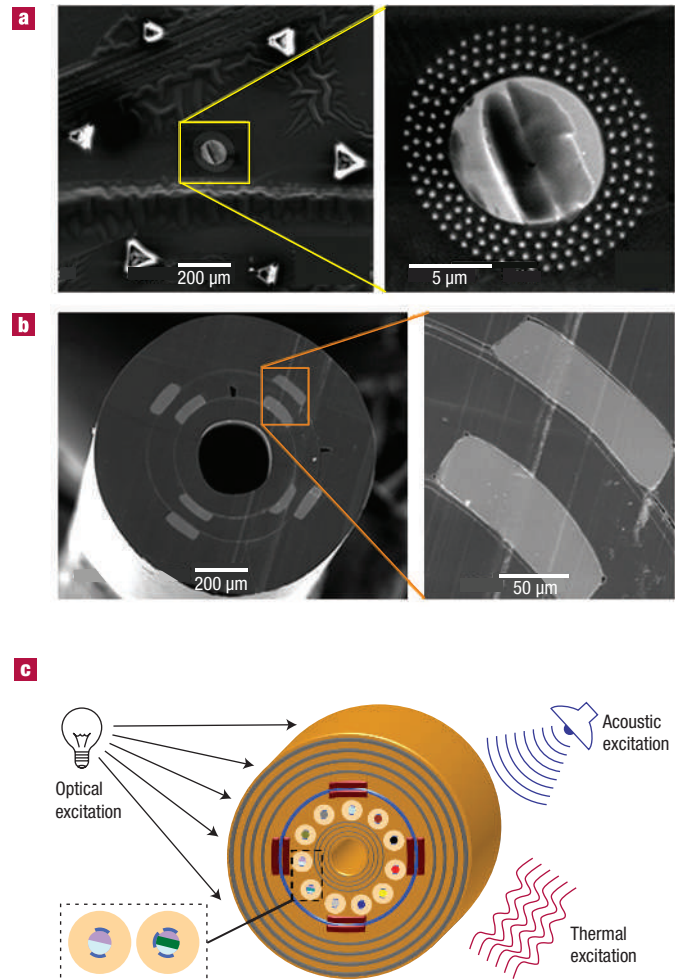 a
200 μm
5 μm
b
200 μm
50 μm
c
Optical
excitation
Acoustic
excitation
Thermal
excitation